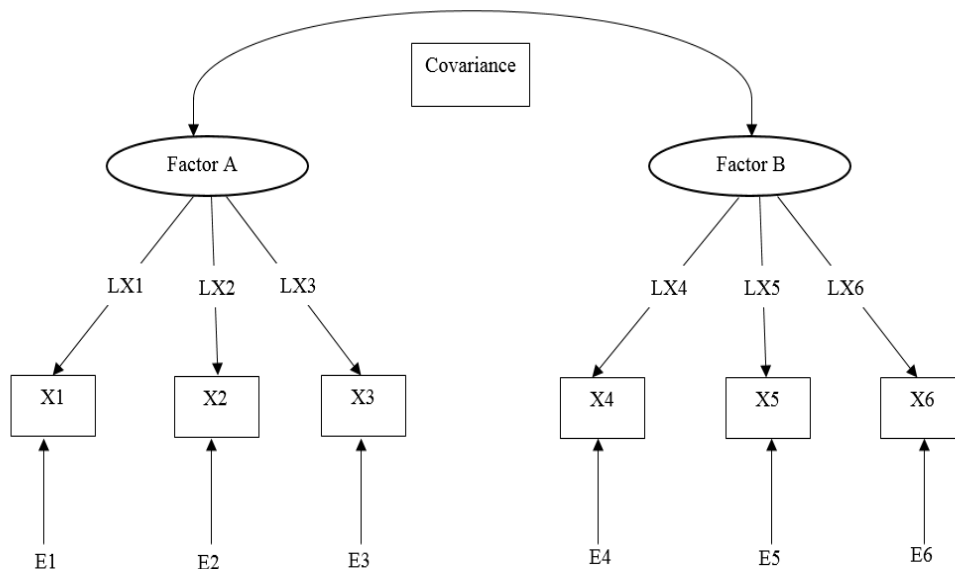 Covariance
Factor A
Factor B
LX1
LX2
LX3
LX4
LX5
LX6
X1
X2
X3
X4
X5
X6
E1
E2
E3
E4
E5
E6